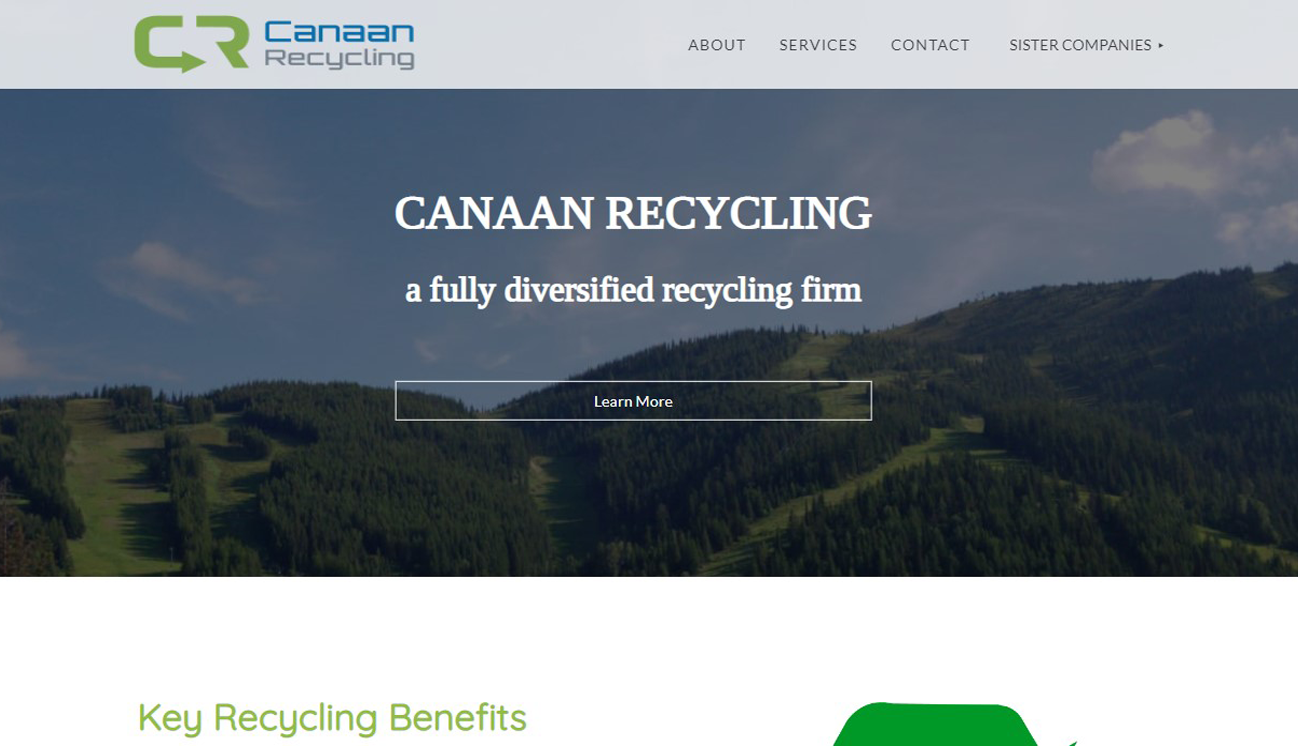 CR Canaan
Recycling
ABOUT SERVICES CONTACT SISTER COMPANIES ▸
CANAAN RECYCLING
a fully diversified recycling firm
Learn More
Key Recycling Benefits